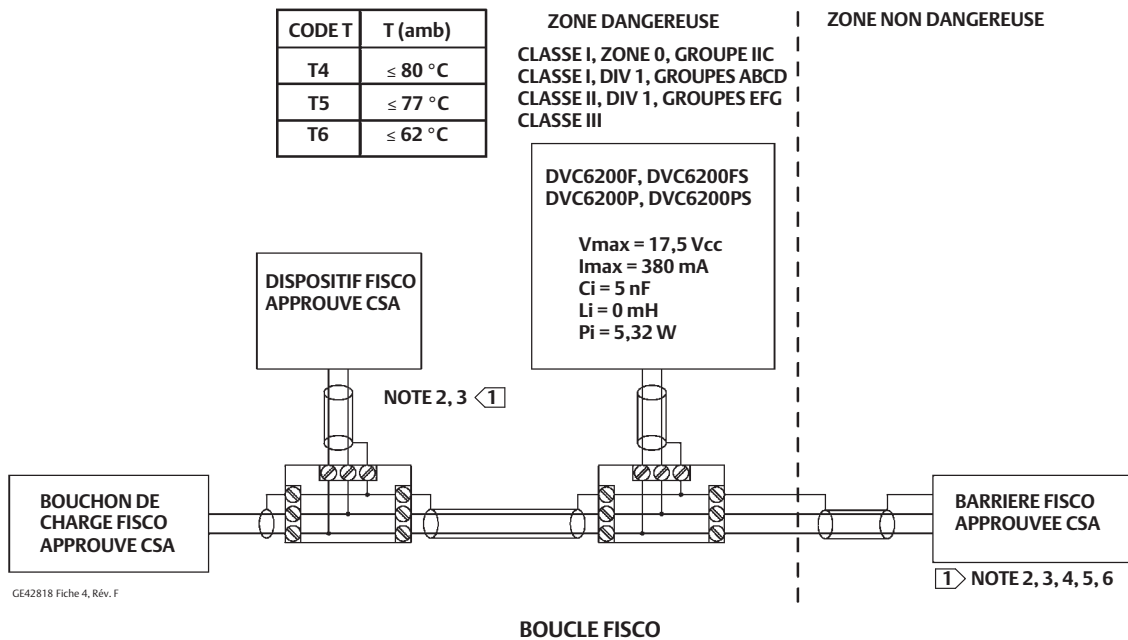 CODE T T (amb)
T4 ≤ 80 °C
T5 ≤ 77 °C
T6 ≤ 62 °C
ZONE DANGEREUSE
CLASSE I, ZONE 0, GROUPE IIC
CLASSE I, DIV 1, GROUPES ABCD
CLASSE II, DIV 1, GROUPES EFG
CLASSE III
ZONE NON DANGEREUSE
DVC6200F, DVC6200FS
DVC6200P, DVC6200PS
Vmax = 17,5 Vcc
Imax = 380 mA
Ci = 5 nF
Li = 0 mH
Pi = 5,32 W
DISPOSITIF FISCO
APPROUVE CSA
NOTE 2, 3 1
BOUCHON DE
CHARGE FISCO
APPROUVE CSA
BARRIERE FISCO
APPROUVEE CSA
1 NOTE 2, 3, 4, 5, 6
GE42818 Fiche 4, Rév. F
BOUCLE FISCO